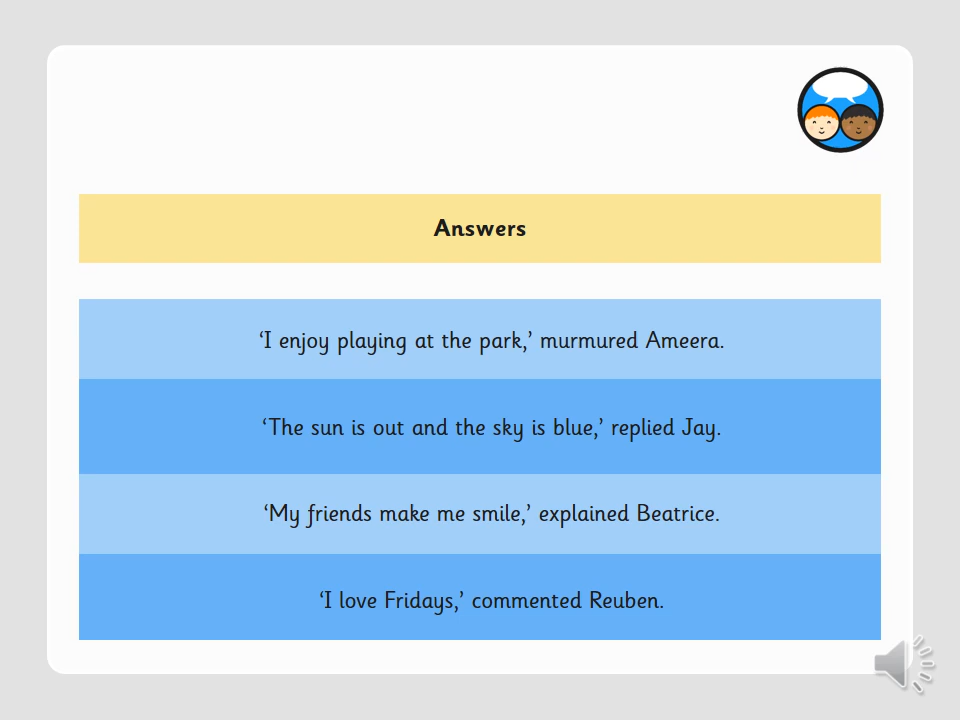 Answers
‘I enjoy playing at the park,’ murmured Ameera.
‘The sun is out and the sky is blue,’ replied Jay.
‘My friends make me smile,’ explained Beatrice.
‘I love Fridays,’ commented Reuben.